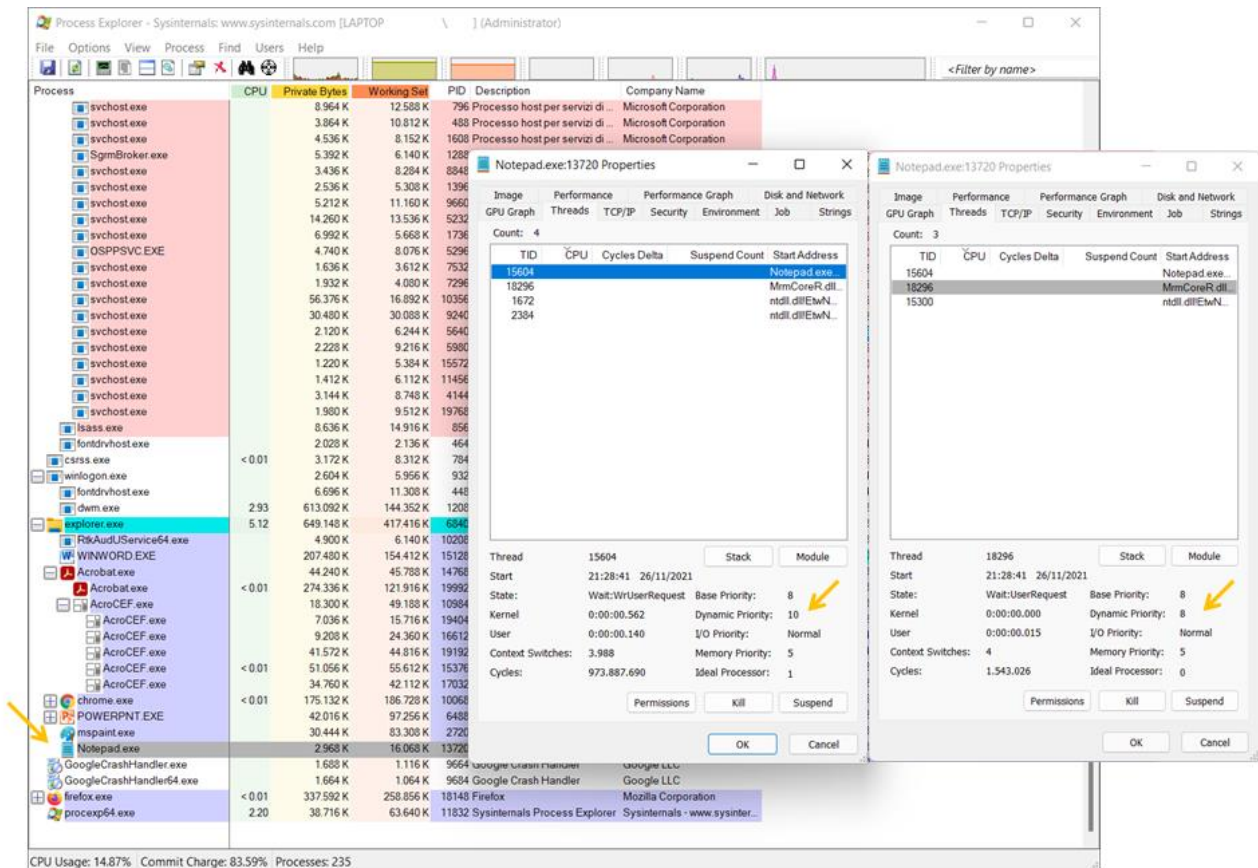 Process Explorer - Sysinternals: www.sysinternals.com [LAPTOP \ ] (Administrator)
File Options View Process Find Users Help
<Filter by name>
Process CPU Private Bytes Working Set PID Description Company Name
svchost.exe 8.964 K 12.588 K 796 Processo host per servizi di ... Microsoft Corporation
svchost.exe 3.864 K 10.812 K 488 Processo host per servizi di ... Microsoft Corporation
svchost.exe 4.536 K 8.152 K 1608 Processo host per servizi di ... Microsoft Corporation
SgrmBroker.exe 5.392 K 6.140 K 1288
svchost.exe 3.436 K 8.284 K 8848
svchost.exe 2.536 K 5.308 K 1396
svchost.exe 5.212 K 11.160 K 9660
svchost.exe 14.260 K 13.536 K 5232
svchost.exe 6.992 K 5.668 K 1736
OSPPSVC.EXE 4.740 K 8.076 K 5296
svchost.exe 1.636 K 3.612 K 7532
svchost.exe 1.932 K 4.080 K 7296
svchost.exe 56.376 K 16.892 K 10356
svchost.exe 30.480 K 30.088 K 9240
svchost.exe 2.120 K 6.244 K 5640
svchost.exe 2.228 K 9.216 K 5980
svchost.exe 1.220 K 5.384 K 15572
svchost.exe 1.412 K 6.112 K 11456
svchost.exe 3.144 K 8.748 K 4144
svchost.exe 1.980 K 9.512 K 19768
lsass.exe 8.636 K 14.916 K 856
fontdrvhost.exe 2.028 K 2.136 K 464
csrss.exe < 0.01 3.172 K 8.312 K 784
winlogon.exe 2.604 K 5.956 K 932
fontdrvhost.exe 6.696 K 11.308 K 448
dwm.exe 2.93 613.092 K 144.352 K 1208
explorer.exe 5.12 649.148 K 417.416 K 6840
RtkAudUService64.exe 4.900 K 6.140 K 10208
WINWORD.EXE 207.480 K 154.412 K 15128
Acrobat.exe 44.240 K 45.788 K 14768
Acrobat.exe < 0.01 274.336 K 121.916 K 19992
AcroCEF.exe 18.300 K 49.188 K 10984
AcroCEF.exe 7.036 K 15.716 K 19404
AcroCEF.exe 9.208 K 24.360 K 16612
AcroCEF.exe 41.572 K 44.816 K 19192
AcroCEF.exe < 0.01 51.056 K 55.612 K 15376
AcroCEF.exe 34.760 K 42.112 K 17032
chrome.exe < 0.01 175.132 K 186.728 K 10068
POWERPNT.EXE 42.016 K 97.256 K 6488
mspaint.exe 30.444 K 83.308 K 2720
Notepad.exe 2.968 K 16.068 K 13720
GoogleCrashHandler.exe 1.688 K 1.116 K 9664 Google Crash Handler Google LLC
GoogleCrashHandler64.exe 1.664 K 1.064 K 9684 Google Crash Handler Google LLC
firefox.exe < 0.01 337.592 K 258.856 K 18148 Firefox Mozilla Corporation
procexp64.exe 2.20 38.716 K 63.640 K 11832 Sysinternals Process Explorer Sysinternals - www.sysinter...
CPU Usage: 14.87% Commit Charge: 83.59% Processes: 235
Notepad.exe:13720 Properties
Image Performance Performance Graph Disk and Network
GPU Graph Threads TCP/IP Security Environment Job Strings
Count: 4
TID CPU Cycles Delta Suspend Count Start Address
15604 Notepad.exe...
18296 MrmCoreR.dll...
1672 ntdll.dll!EtwN...
2384 ntdll.dll!EtwN...
Thread 15604 Stack Module
Start 21:28:41 26/11/2021
State: Wait:WrUserRequest Base Priority: 8
Kernel 0:00:00.562 Dynamic Priority: 10
User 0:00:00.140 I/O Priority: Normal
Context Switches: 3.988 Memory Priority: 5
Cycles: 973.887.690 Ideal Processor: 1
Permissions Kill Suspend
OK Cancel
Notepad.exe:13720 Properties
Image Performance Performance Graph Disk and Network
GPU Graph Threads TCP/IP Security Environment Job Strings
Count: 3
TID CPU Cycles Delta Suspend Count Start Address
15604 Notepad.exe...
18296 MrmCoreR.dll...
15300 ntdll.dll!EtwN...
Thread 18296 Stack Module
Start 21:28:41 26/11/2021
State: Wait:UserRequest Base Priority: 8
Kernel 0:00:00.000 Dynamic Priority: 8
User 0:00:00.015 I/O Priority: Normal
Context Switches: 4 Memory Priority: 5
Cycles: 1.543.026 Ideal Processor: 0
Permissions Kill Suspend
OK Cancel